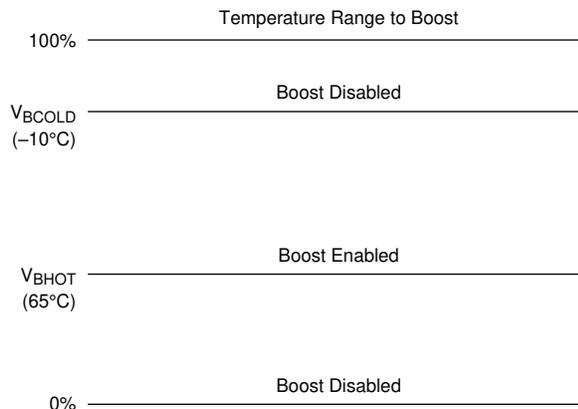 Temperature Range to Boost
100%
Boost Disabled
VBCOLD
(–10°C)
Boost Enabled
VBHOT
(65°C)
Boost Disabled
0%